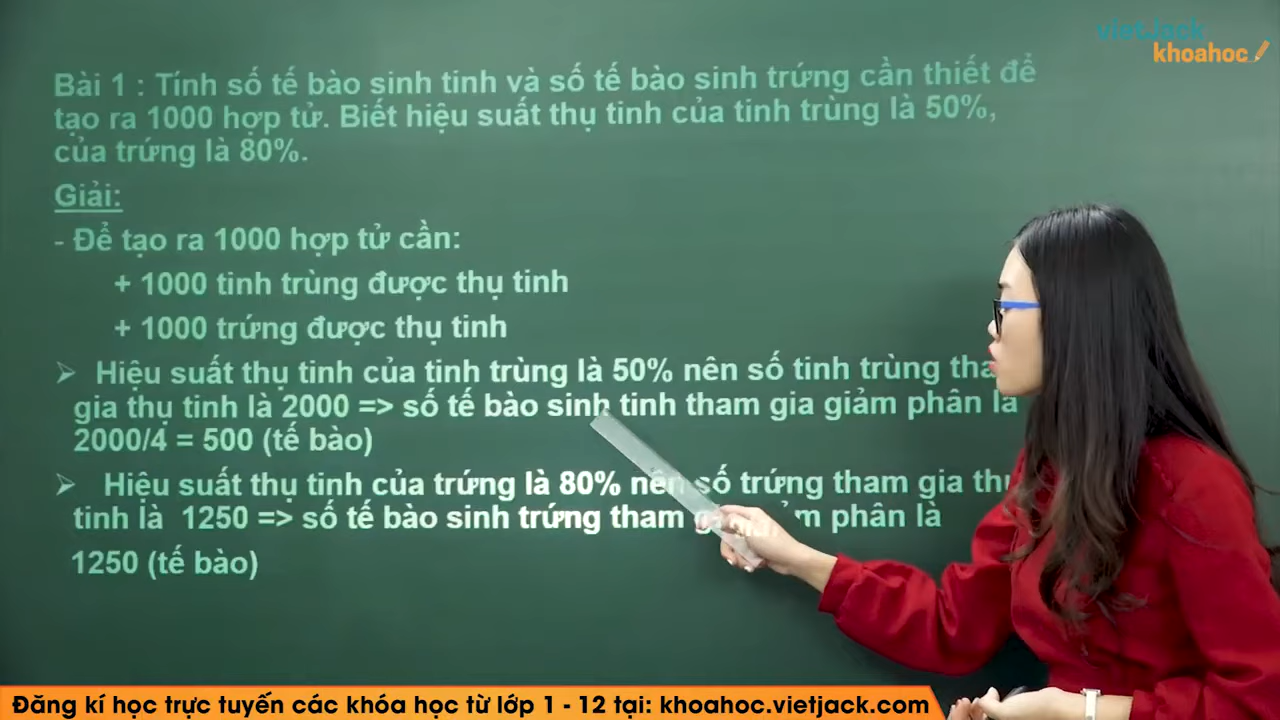 vietjack
khoahoc
Bài 1 : Tính số tế bào sinh tinh và số tế bào sinh trứng cần thiết để
tạo ra 1000 hợp tử. Biết hiệu suất thụ tinh của tinh trùng là 50%,
của trứng là 80%.
Giải:
- Để tạo ra 1000 hợp tử cần:
+ 1000 tinh trùng được thụ tinh
+ 1000 trứng được thụ tinh
➢ Hiệu suất thụ tinh của tinh trùng là 50% nên số tinh trùng
gia thụ tinh là 2000 => số tế bào sinh tinh tham gia giảm phân là
2000/4 = 500 (tế bào)
➢ Hiệu suất thụ tinh của trứng là 80% nên số trứng tham gia
tinh là 1250 => số tế bào sinh trứng tham phân là
1250 (tế bào)
Đăng kí học trực tuyến các khóa học từ lớp 1 - 12 tại: khoahoc.vietjack.com